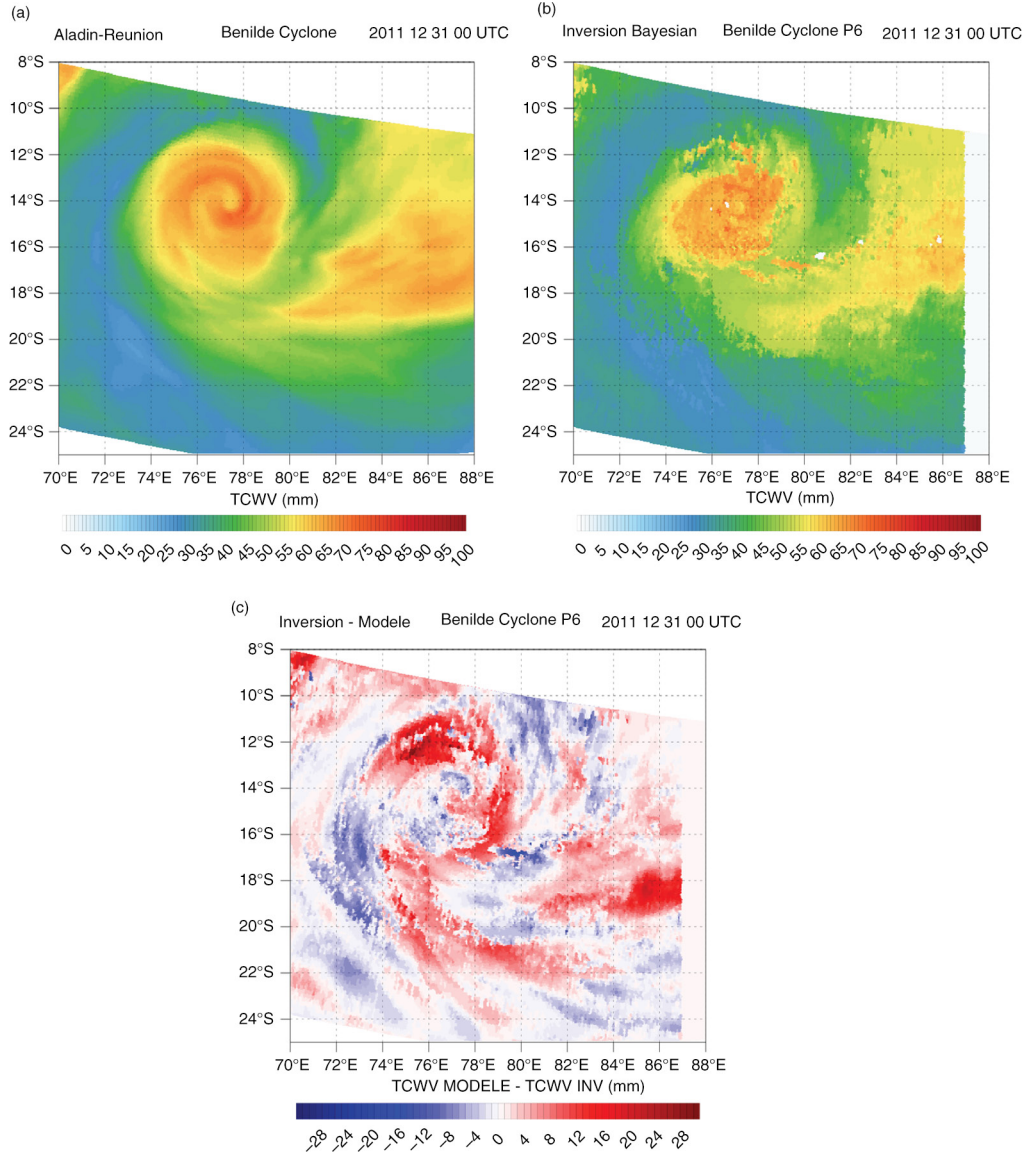 (a)
Aladin-Reunion Benilde Cyclone 2011 12 31 00 UTC
8°S
10°S
12°S
14°S
16°S
18°S
20°S
22°S
24°S
70°E 72°E 74°E 76°E 78°E 80°E 82°E 84°E 86°E 88°E
TCWV (mm)
0 5 10 15 20 25 30 35 40 45 50 55 60 65 70 75 80 85 90 95 100
(b)
Inversion Bayesian Benilde Cyclone P6 2011 12 31 00 UTC
8°S
10°S
12°S
14°S
16°S
18°S
20°S
22°S
24°S
70°E 72°E 74°E 76°E 78°E 80°E 82°E 84°E 86°E 88°E
TCWV (mm)
0 5 10 15 20 25 30 35 40 45 50 55 60 65 70 75 80 85 90 95 100
(c)
Inversion - Modele Benilde Cyclone P6 2011 12 31 00 UTC
8°S
10°S
12°S
14°S
16°S
18°S
20°S
22°S
24°S
70°E 72°E 74°E 76°E 78°E 80°E 82°E 84°E 86°E 88°E
TCWV MODELE - TCWV INV (mm)
−28 −24 −20 −16 −12 −8 −4 0 4 8 12 16 20 24 28